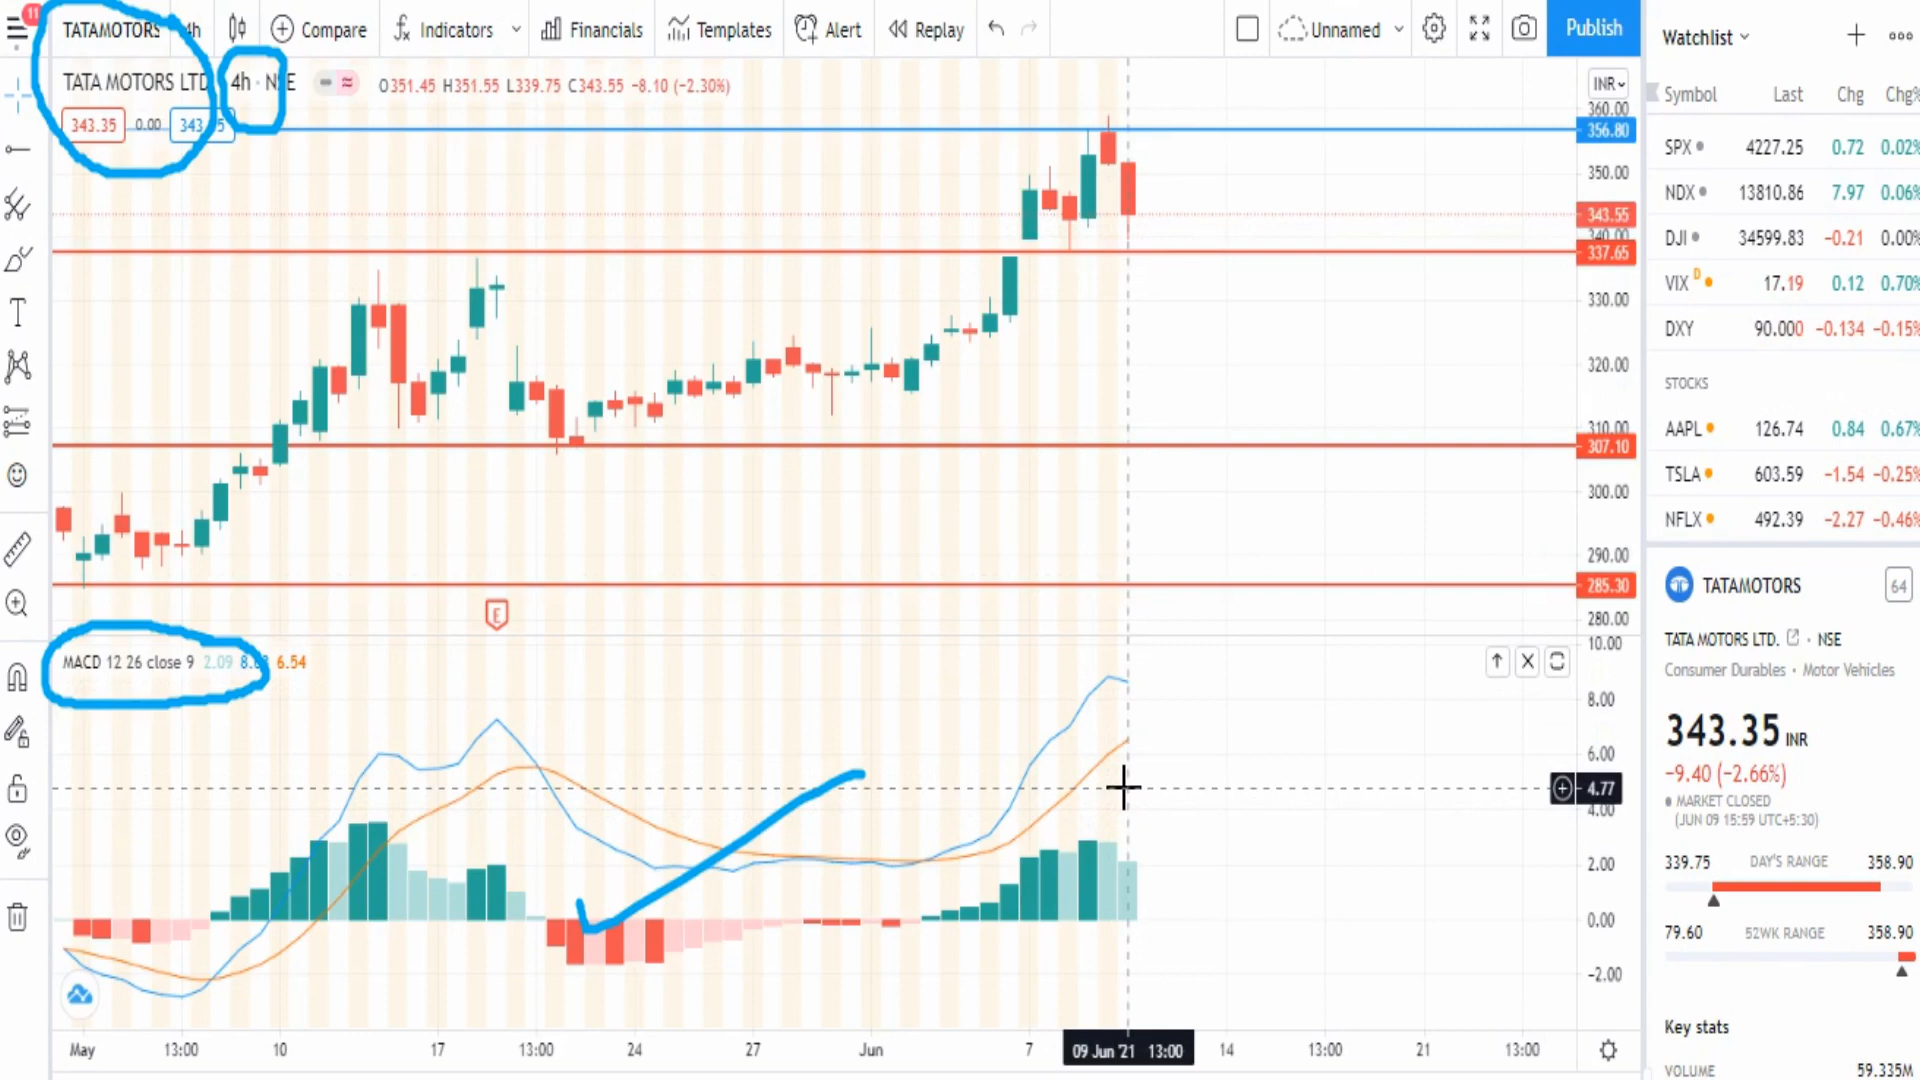 11
TATAMOTORS 4h Compare Indicators Financials Templates Alert Replay Unnamed Publish
TATA MOTORS LTD 4h · NSE O351.45 H351.55 L339.75 C343.55 −8.10 (−2.30%)
343.35 0.00
INR
360.00
356.80
350.00
343.55
340.00
337.65
330.00
320.00
310.00
307.10
300.00
290.00
285.30
280.00
E
MACD 12 26 close 9 2.09 6.54
10.00
8.00
6.00
4.77
4.00
2.00
0.00
−2.00
May 13:00 10 17 13:00 24 27 Jun 7 09 Jun '21 13:00 14 13:00 21 13:00
Watchlist
Symbol Last Chg Chg%
SPX 4227.25 0.72 0.02%
NDX 13810.86 7.97 0.06%
DJI 34599.83 −0.21 0.00%
VIX D 17.19 0.12 0.70%
DXY 90.000 −0.134 −0.15%
STOCKS
AAPL 126.74 0.84 0.67%
TSLA 603.59 −1.54 −0.25%
NFLX 492.39 −2.27 −0.46%
TATAMOTORS 64
TATA MOTORS LTD. · NSE
Consumer Durables · Motor Vehicles
343.35 INR
−9.40 (−2.66%)
MARKET CLOSED
(JUN 09 15:59 UTC+5:30)
339.75 DAY'S RANGE 358.90
79.60 52WK RANGE 358.90
Key stats
VOLUME 59.335M